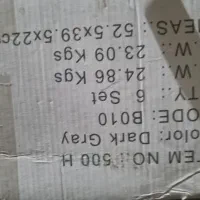 TEM NO.: 500 H
olor: Dark Gray
ODE: B010
TY: 6 Set
.W.: 24.86 Kgs
.W.: 23.09 Kgs
EAS.: 52.5x39.5x22c